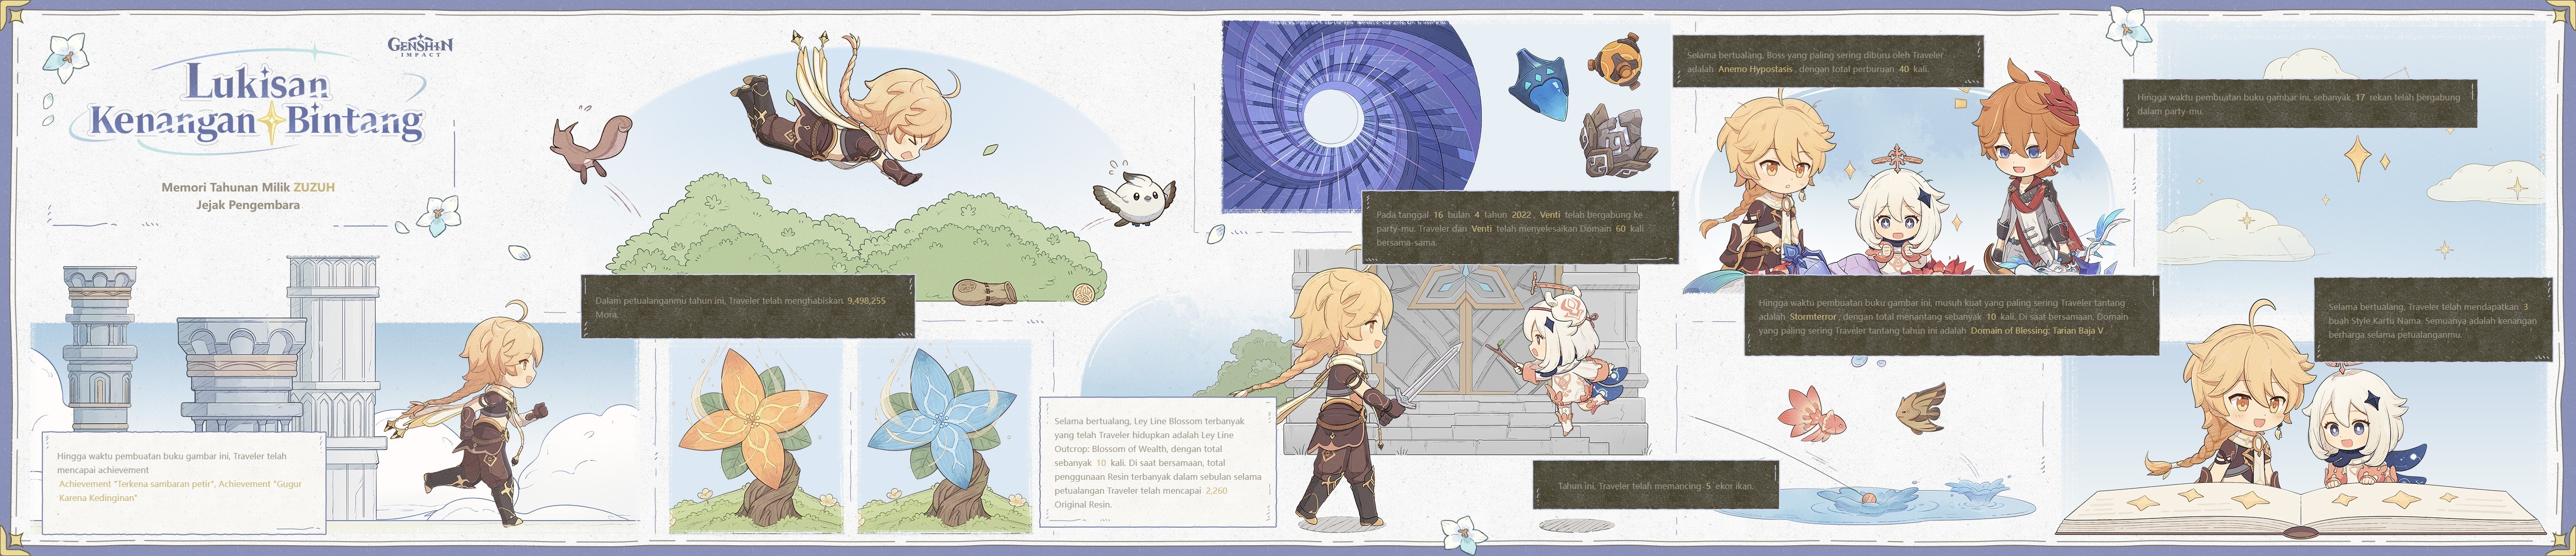 GENSHIN
IMPACT
Lukisan
Kenangan Bintang
Memori Tahunan Milik ZUZUH
Jejak Pengembara
Hingga waktu pembuatan buku gambar ini, Traveler telah
mencapai achievement
Achievement "Terkena sambaran petir", Achievement "Gugur
Karena Kedinginan"
.
Dalam petualanganmu tahun ini, Traveler telah menghabiskan 9,498,255
Mora.
Selama bertualang, Ley Line Blossom terbanyak
yang telah Traveler hidupkan adalah Ley Line
Outcrop: Blossom of Wealth, dengan total
sebanyak 10 kali. Di saat bersamaan, total
penggunaan Resin terbanyak dalam sebulan selama
petualangan Traveler telah mencapai 2,260
Original Resin.
Pada tanggal 16 bulan 4 tahun 2022, Venti telah bergabung ke
party-mu. Traveler dan Venti telah menyelesaikan Domain 60 kali
bersama-sama.
Selama bertualang, Boss yang paling sering diburu oleh Traveler
adalah Anemo Hypostasis, dengan total perburuan 40 kali.
Hingga waktu pembuatan buku gambar ini, musuh kuat yang paling sering Traveler tantang
adalah Stormterror, dengan total menantang sebanyak 10 kali. Di saat bersamaan, Domain
yang paling sering Traveler tantang tahun ini adalah Domain of Blessing: Tarian Baja V.
Tahun ini, Traveler telah memancing 5 ekor ikan.
Hingga waktu pembuatan buku gambar ini, sebanyak 17 rekan telah bergabung
dalam party-mu.
Selama bertualang, Traveler telah mendapatkan 3
buah Style Kartu Nama. Semuanya adalah kenangan
berharga selama petualanganmu.